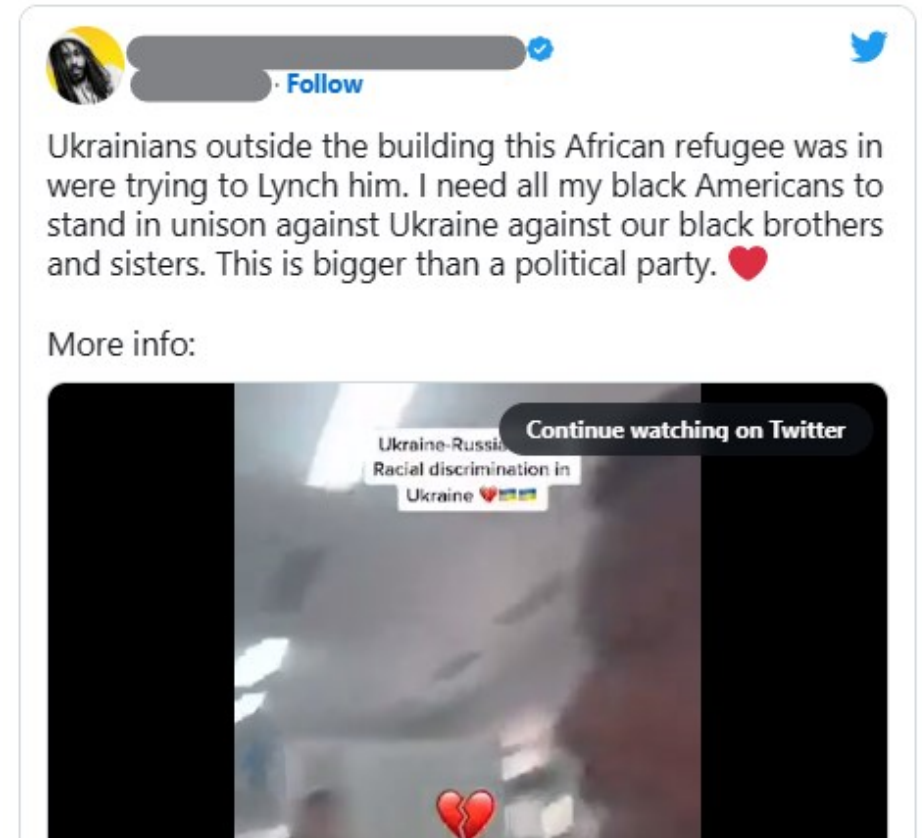 · Follow
Ukrainians outside the building this African refugee was in
were trying to Lynch him. I need all my black Americans to
stand in unison against Ukraine against our black brothers
and sisters. This is bigger than a political party. ❤️
More info:
Continue watching on Twitter
Ukraine-Russia
Racial discrimination in
Ukraine 💔🇺🇦🇺🇦